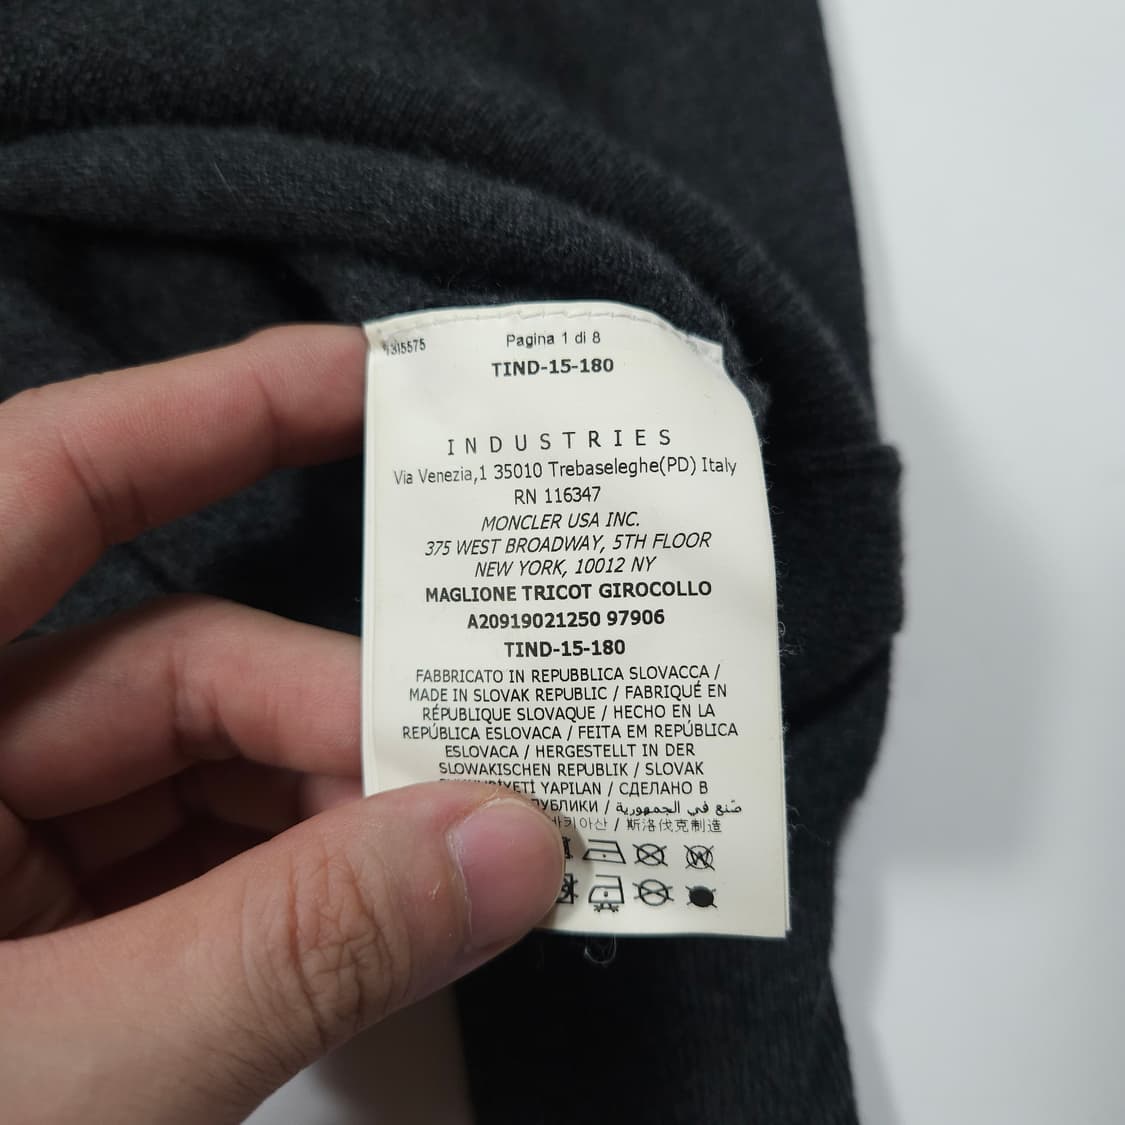 Pagina 1 di 8
TIND-15-180
INDUSTRIES
Via Venezia,1 35010 Trebaseleghe(PD) Italy
RN 116347
MONCLER USA INC.
375 WEST BROADWAY, 5TH FLOOR
NEW YORK, 10012 NY
MAGLIONE TRICOT GIROCOLLO
A20919021250 97906
TIND-15-180
FABBRICATO IN REPUBBLICA SLOVACCA /
MADE IN SLOVAK REPUBLIC / FABRIQUÉ EN
RÉPUBLIQUE SLOVAQUE / HECHO EN LA
REPÚBLICA ESLOVACA / FEITA EM REPÚBLICA
ESLOVACA / HERGESTELLT IN DER
SLOWAKISCHEN REPUBLIK / SLOVAK
YAPILAN / СДЕЛАНО В
/ صنع في الجمهورية
/ 斯洛伐克制造